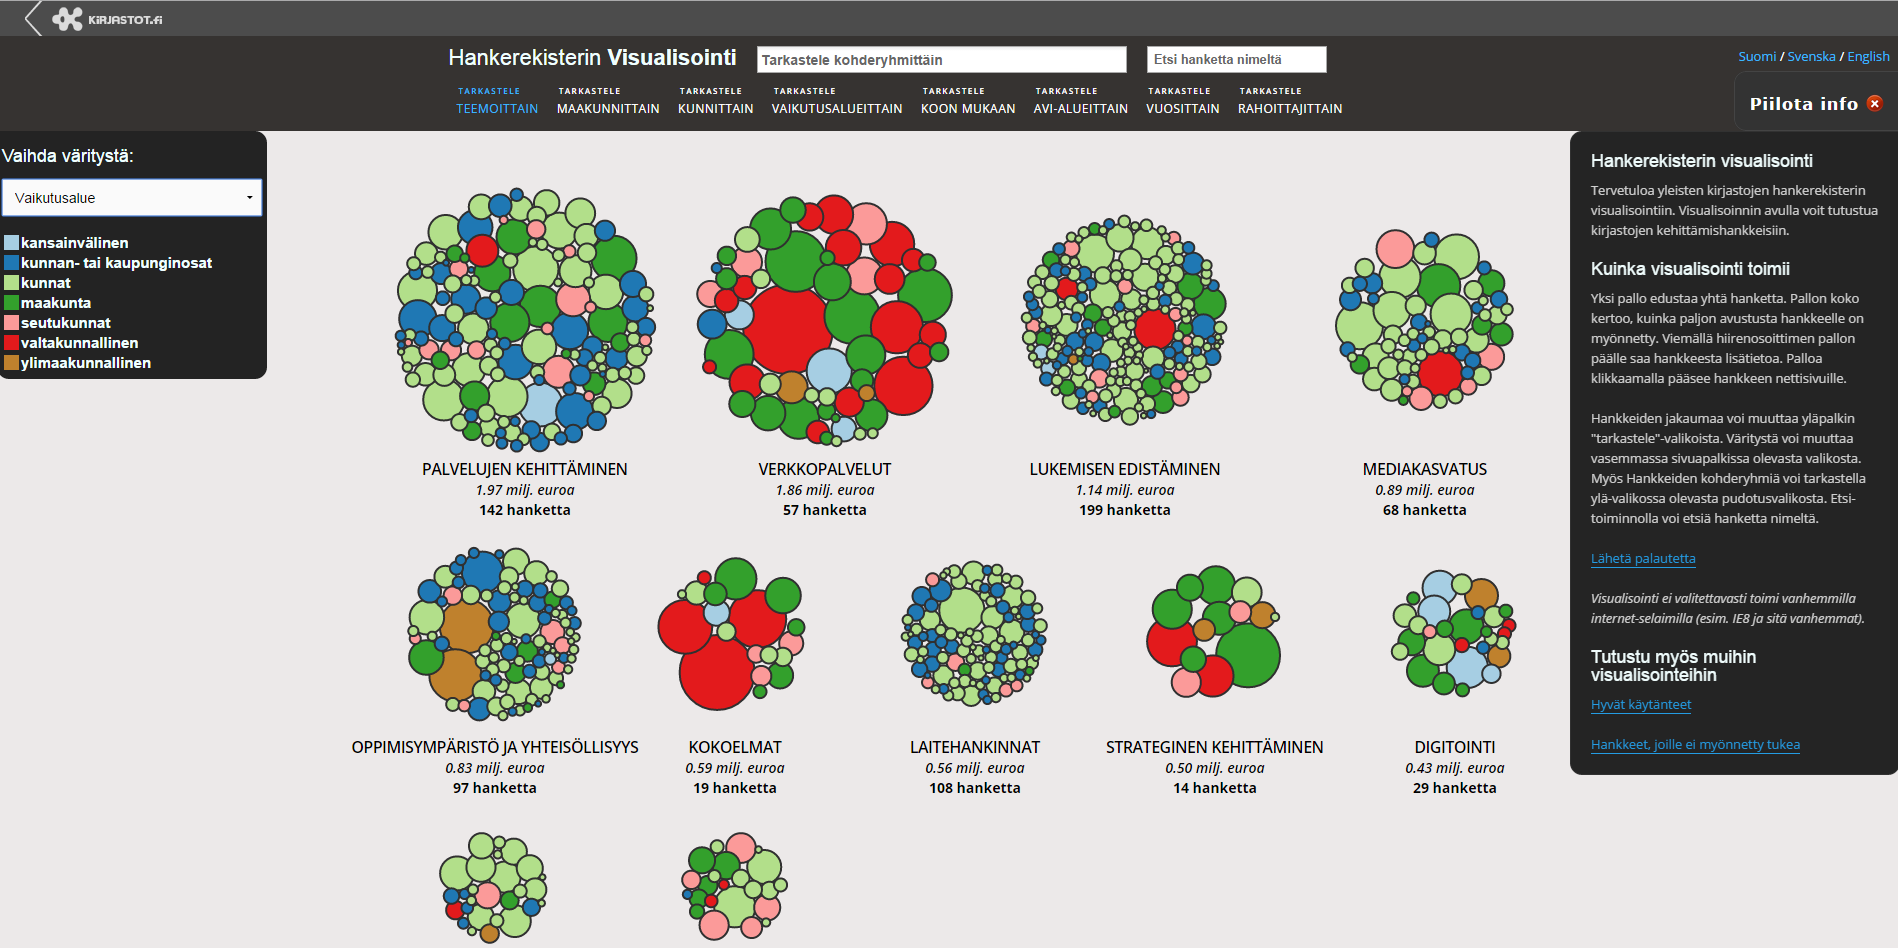 KiRJASTOT.fi
Hankerekisterin Visualisointi
Tarkastele kohderyhmittäin
Etsi hanketta nimeltä
Suomi / Svenska / English
TARKASTELE TEEMOITTAIN
TARKASTELE MAAKUNNITTAIN
TARKASTELE KUNNITTAIN
TARKASTELE VAIKUTUSALUEITTAIN
TARKASTELE KOON MUKAAN
TARKASTELE AVI-ALUEITTAIN
TARKASTELE VUOSITTAIN
TARKASTELE RAHOITTAJITTAIN
Piilota info
Vaihda väritystä:
Vaikutusalue
kansainvälinen
kunnan- tai kaupunginosat
kunnat
maakunta
seutukunnat
valtakunnallinen
ylimaakunnallinen
PALVELUJEN KEHITTÄMINEN
1.97 milj. euroa
142 hanketta
VERKKOPALVELUT
1.86 milj. euroa
57 hanketta
LUKEMISEN EDISTÄMINEN
1.14 milj. euroa
199 hanketta
MEDIAKASVATUS
0.89 milj. euroa
68 hanketta
OPPIMISYMPÄRISTÖ JA YHTEISÖLLISYYS
0.83 milj. euroa
97 hanketta
KOKOELMAT
0.59 milj. euroa
19 hanketta
LAITEHANKINNAT
0.56 milj. euroa
108 hanketta
STRATEGINEN KEHITTÄMINEN
0.50 milj. euroa
14 hanketta
DIGITOINTI
0.43 milj. euroa
29 hanketta
Hankerekisterin visualisointi
Tervetuloa yleisten kirjastojen hankerekisterin
visualisointiin. Visualisoinnin avulla voit tutustua
kirjastojen kehittämishankkeisiin.
Kuinka visualisointi toimii
Yksi pallo edustaa yhtä hanketta. Pallon koko
kertoo, kuinka paljon avustusta hankkeelle on
myönnetty. Viemällä hiirenosoittimen pallon
päälle saa hankkeesta lisätietoa. Palloa
klikkaamalla pääsee hankkeen nettisivuille.
Hankkeiden jakaumaa voi muuttaa yläpalkin
"tarkastele"-valikoista. Väritystä voi muuttaa
vasemmassa sivuapalkissa olevasta valikosta.
Myös Hankkeiden kohderyhmiä voi tarkastella
ylä-valikossa olevasta pudotusvalikosta. Etsi-
toiminnolla voi etsiä hanketta nimeltä.
Lähetä palautetta
Visualisointi ei valitettavasti toimi vanhemmilla
internet-selaimilla (esim. IE8 ja sitä vanhemmat).
Tutustu myös muihin
visualisointeihin
Hyvät käytänteet
Hankkeet, joille ei myönnetty tukea